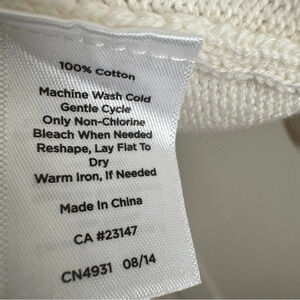 100% Cotton
Machine Wash Cold
Gentle Cycle
Only Non-Chlorine
Bleach When Needed
Reshape, Lay Flat To
Dry
Warm Iron, If Needed
Made In China
CA #23147
CN4931 08/14